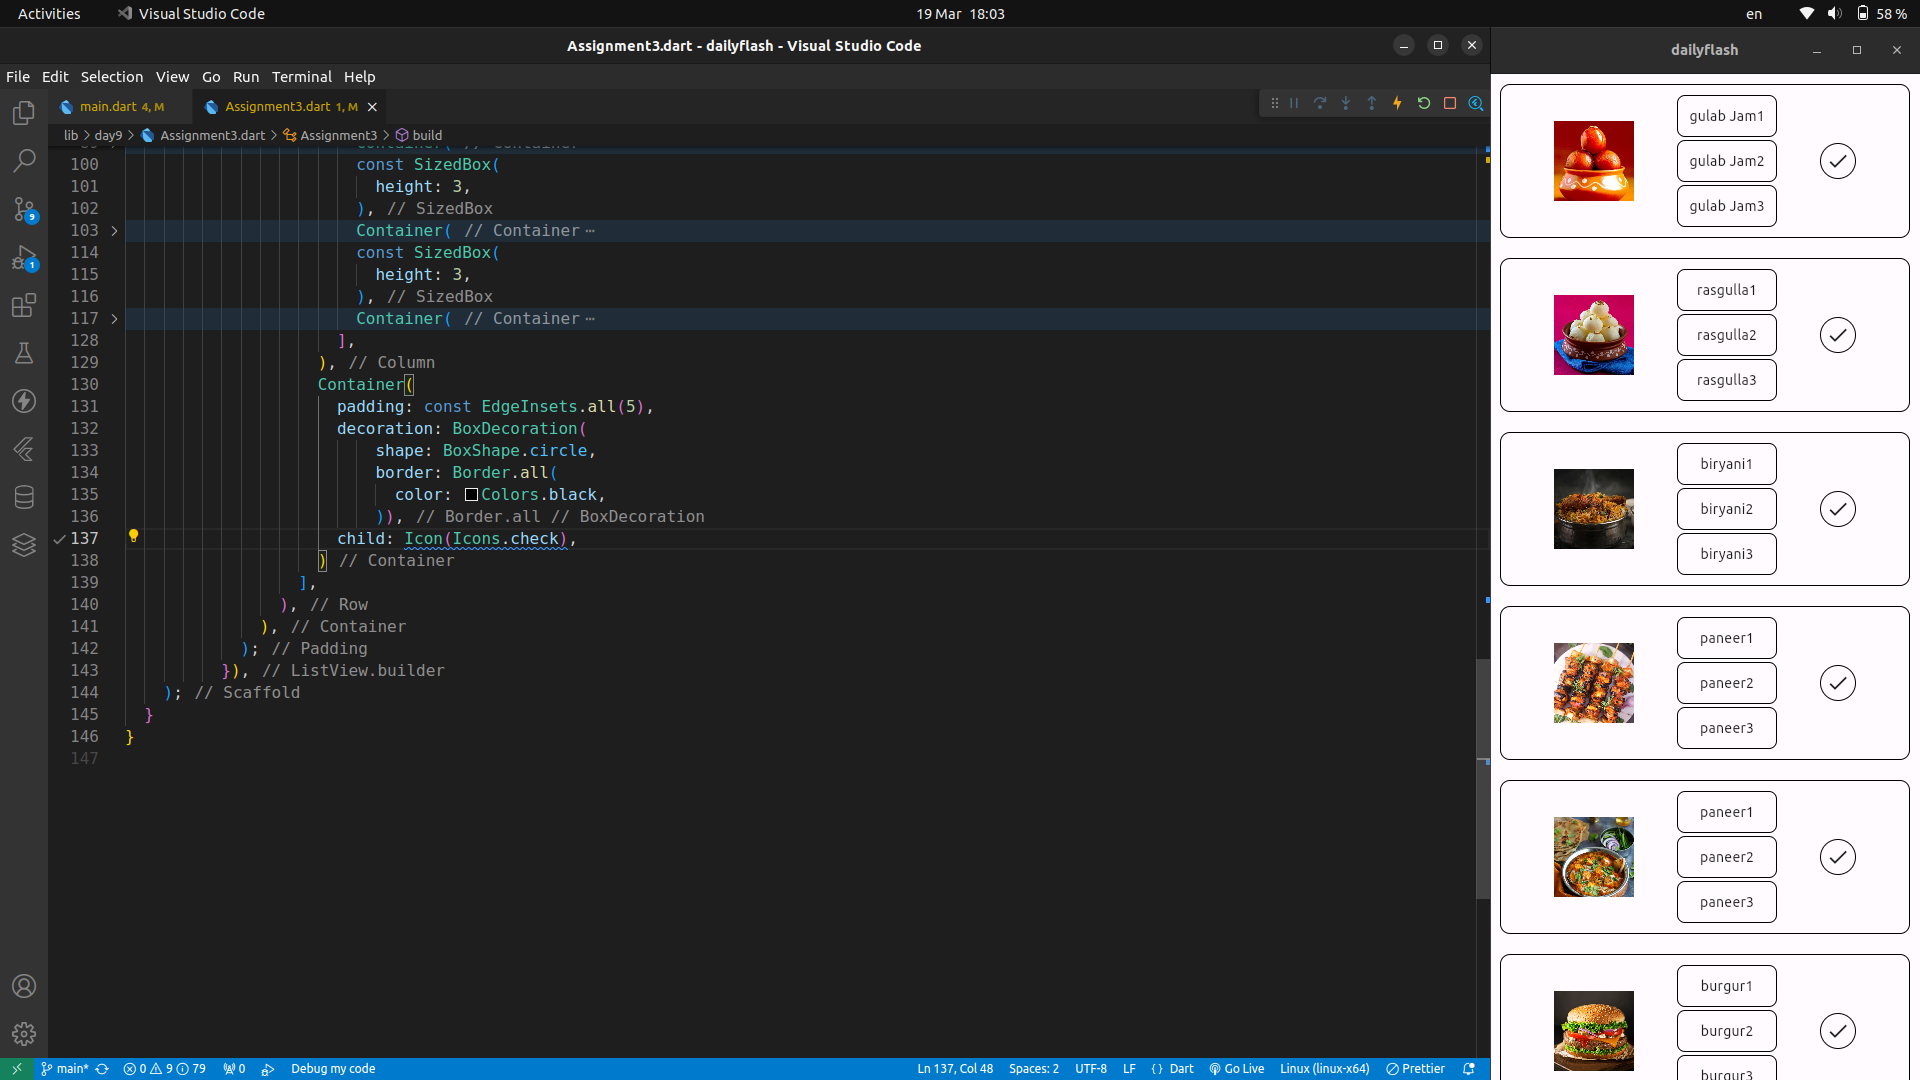 Activities
Visual Studio Code
19 Mar 18:03
en
58 %
Assignment3.dart - dailyflash - Visual Studio Code
dailyflash
File Edit Selection View Go Run Terminal Help
main.dart 4, M
Assignment3.dart 1, M
lib > day9 > Assignment3.dart > Assignment3 > build
100 const SizedBox(
101 height: 3,
102 ), // SizedBox
103 Container( // Container ⋯
114 const SizedBox(
115 height: 3,
116 ), // SizedBox
117 Container( // Container ⋯
128 ],
129 ), // Column
130 Container(
131 padding: const EdgeInsets.all(5),
132 decoration: BoxDecoration(
133 shape: BoxShape.circle,
134 border: Border.all(
135 color: Colors.black,
136 )), // Border.all // BoxDecoration
137 child: Icon(Icons.check),
138 ) // Container
139 ],
140 ), // Row
141 ), // Container
142 ); // Padding
143 }), // ListView.builder
144 ); // Scaffold
145 }
146 }
147
9
1
main* 0 9 79 0 Debug my code
Ln 137, Col 48 Spaces: 2 UTF-8 LF { } Dart Go Live Linux (linux-x64) Prettier
gulab Jam1
gulab Jam2
gulab Jam3
rasgulla1
rasgulla2
rasgulla3
biryani1
biryani2
biryani3
paneer1
paneer2
paneer3
paneer1
paneer2
paneer3
burgur1
burgur2
burgur3